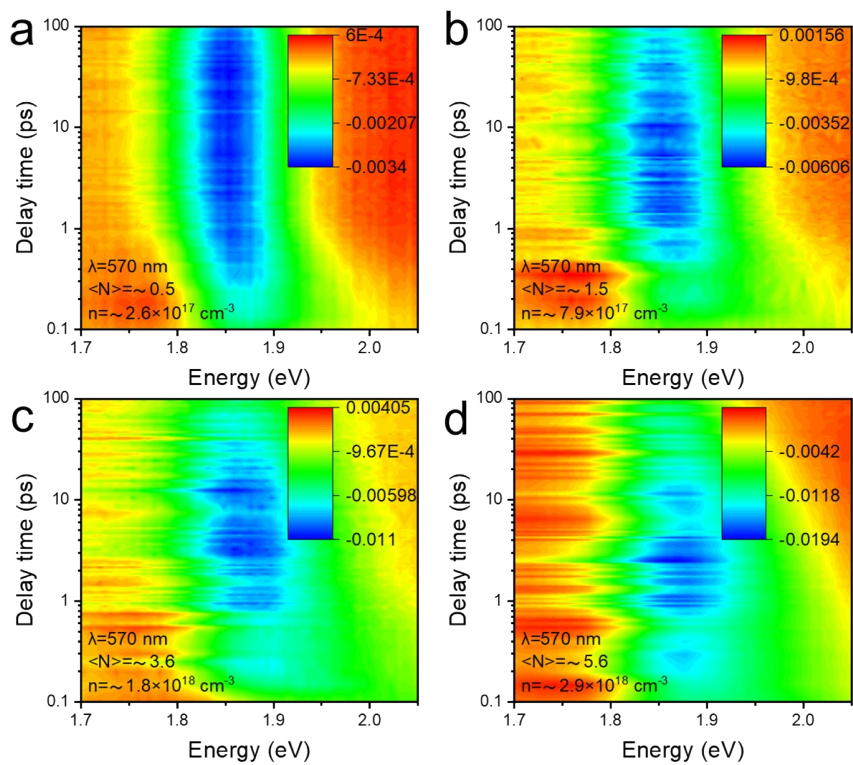 a
100
10
1
0.1
Delay time (ps)
6E-4
-7.33E-4
-0.00207
-0.0034
λ=570 nm
<N>=~0.5
n=~2.6×10¹⁷ cm⁻³
1.7
1.8
1.9
2.0
Energy (eV)
b
100
10
1
0.1
Delay time (ps)
0.00156
-9.8E-4
-0.00352
-0.00606
λ=570 nm
<N>=~1.5
n=~7.9×10¹⁷ cm⁻³
1.7
1.8
1.9
2.0
Energy (eV)
c
100
10
1
0.1
Delay time (ps)
0.00405
-9.67E-4
-0.00598
-0.011
λ=570 nm
<N>=~3.6
n=~1.8×10¹⁸ cm⁻³
1.7
1.8
1.9
2.0
Energy (eV)
d
100
10
1
0.1
Delay time (ps)
-0.0042
-0.0118
-0.0194
λ=570 nm
<N>=~5.6
n=~2.9×10¹⁸ cm⁻³
1.7
1.8
1.9
2.0
Energy (eV)